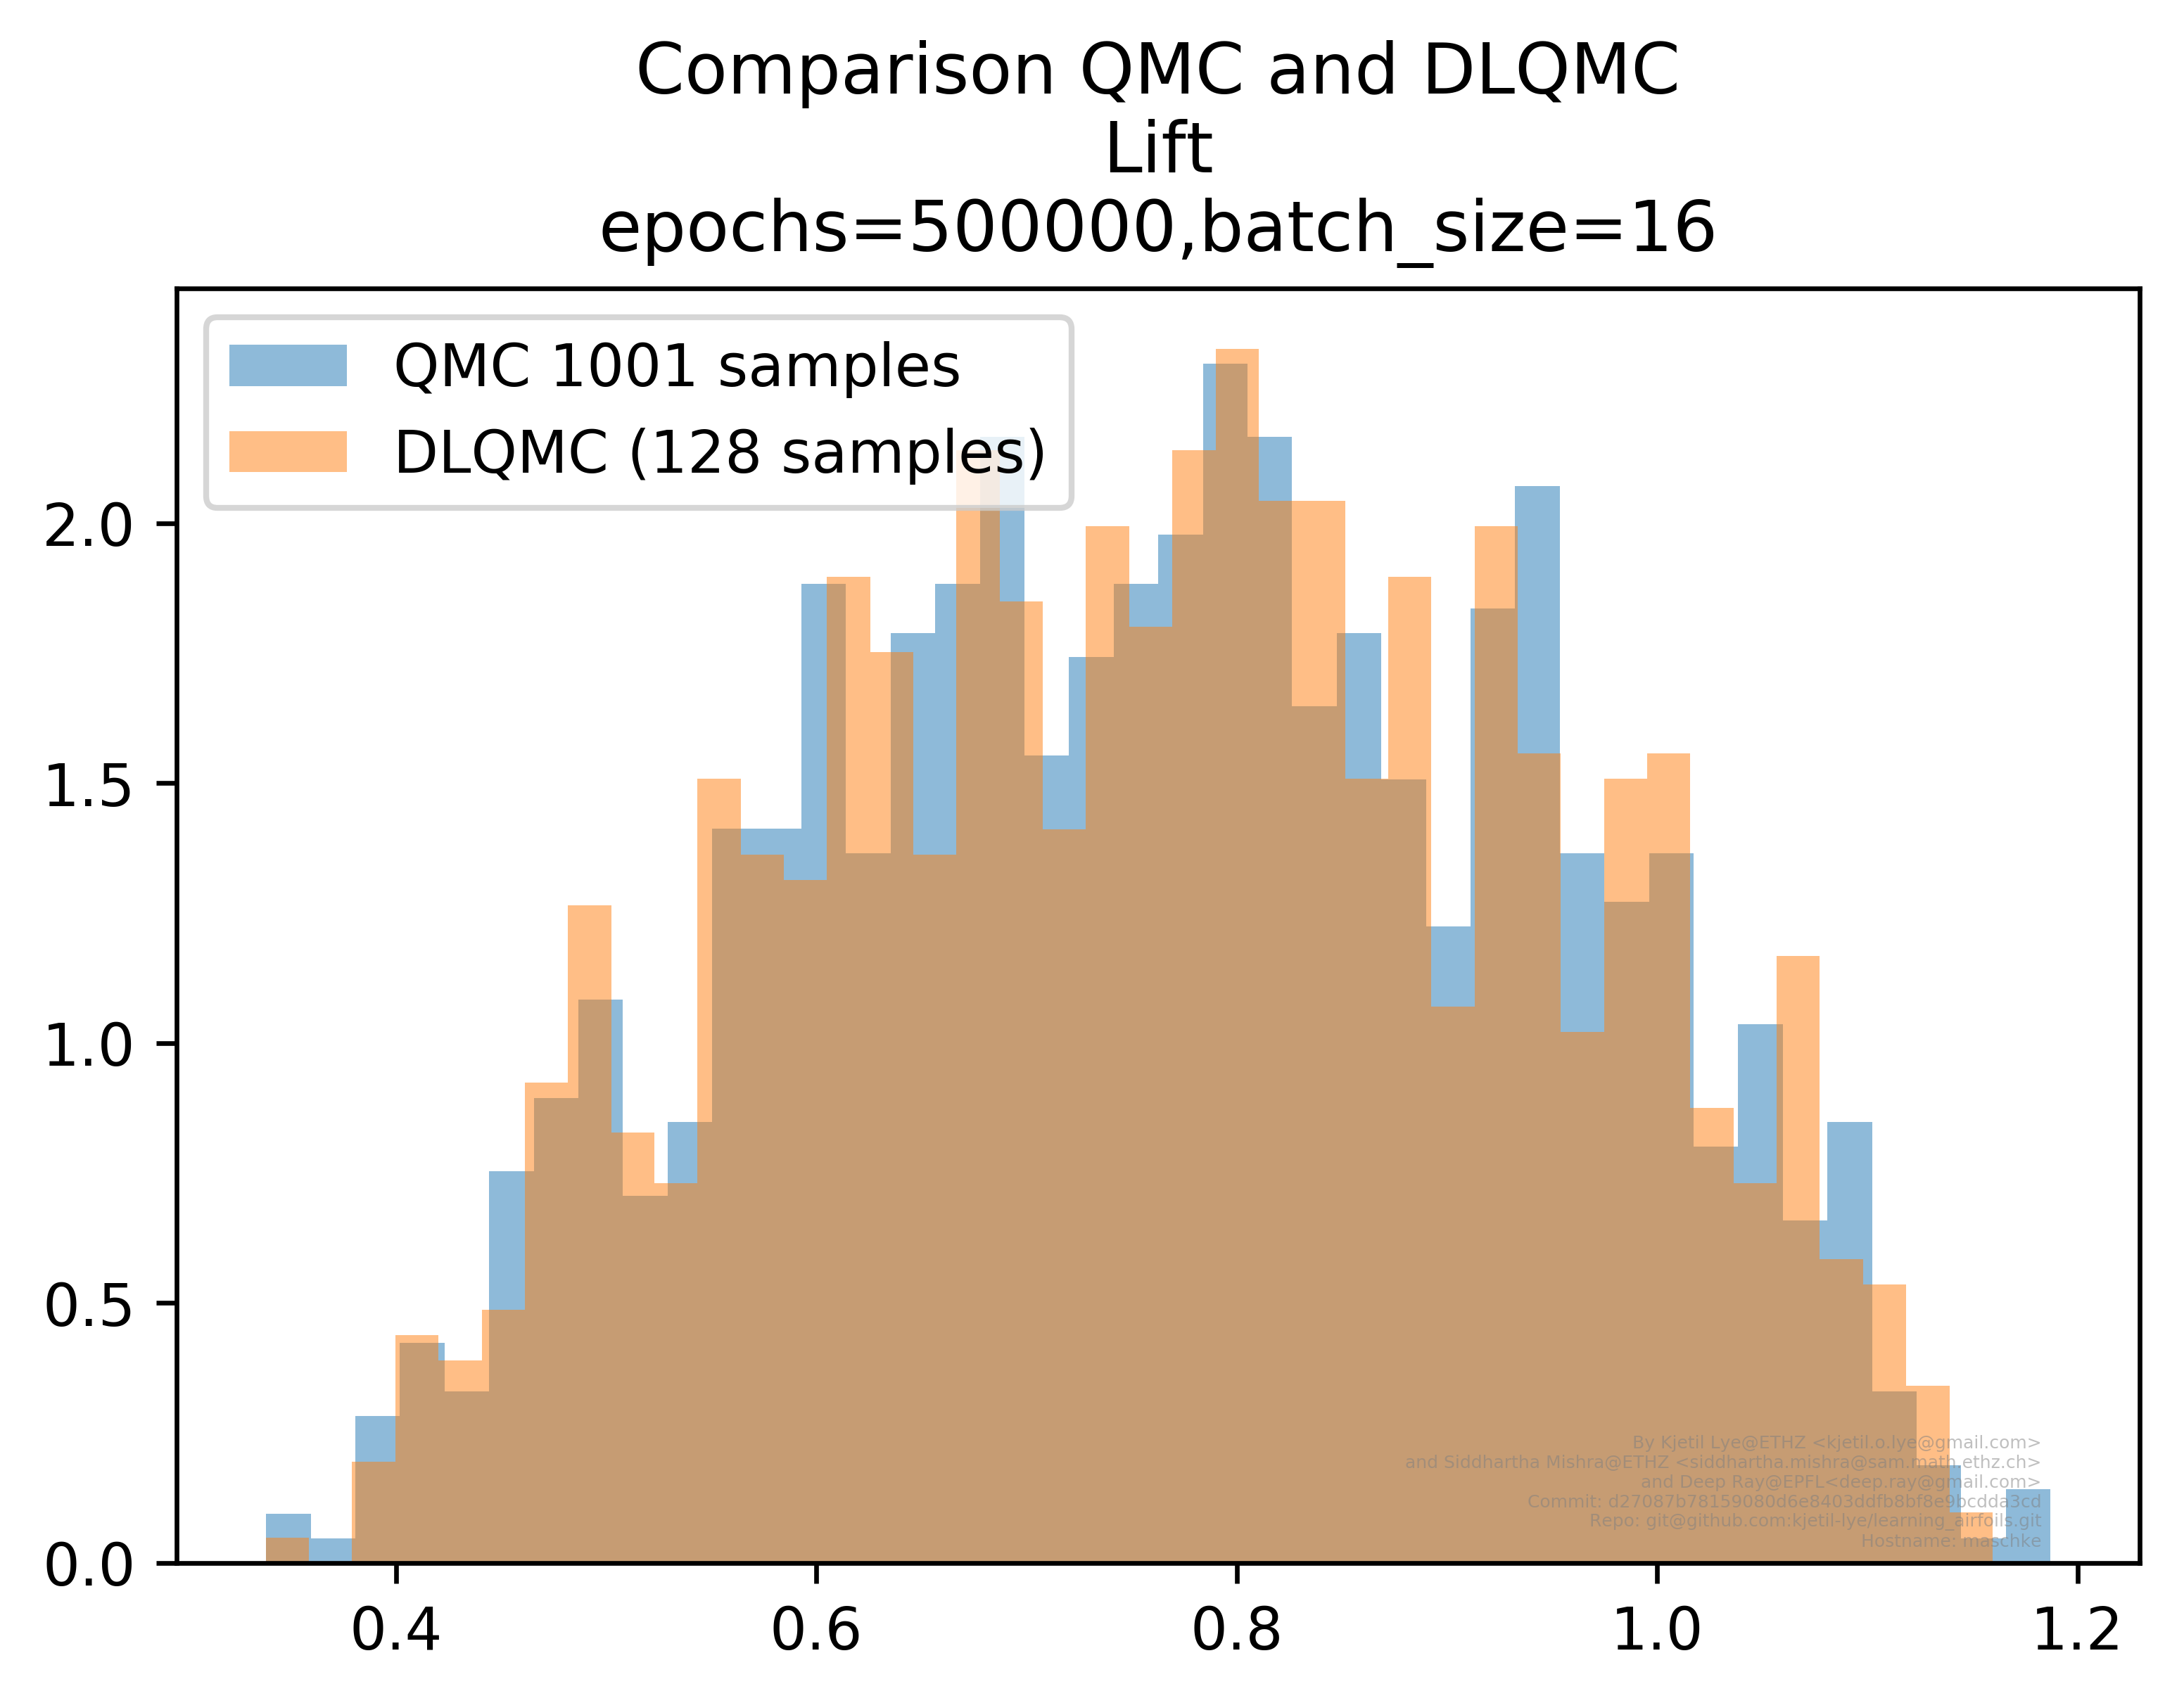 Comparison QMC and DLQMC
Lift
epochs=500000,batch_size=16
QMC 1001 samples
DLQMC (128 samples)
2.0
1.5
1.0
0.5
0.0
By Kjetil Lye@ETHZ <kjetil.o.lye@gmail.com>
and Siddhartha Mishra@ETHZ <siddhartha.mishra@sam.math.ethz.ch>
and Deep Ray@EPFL<deep.ray@gmail.com>
Commit: d27087b78159080d6e8403ddfb8bf8e9bcdda3cd
Repo: git@github.com:kjetil-lye/learning_airfoils.git
Hostname: maschke
0.4 0.6 0.8 1.0 1.2